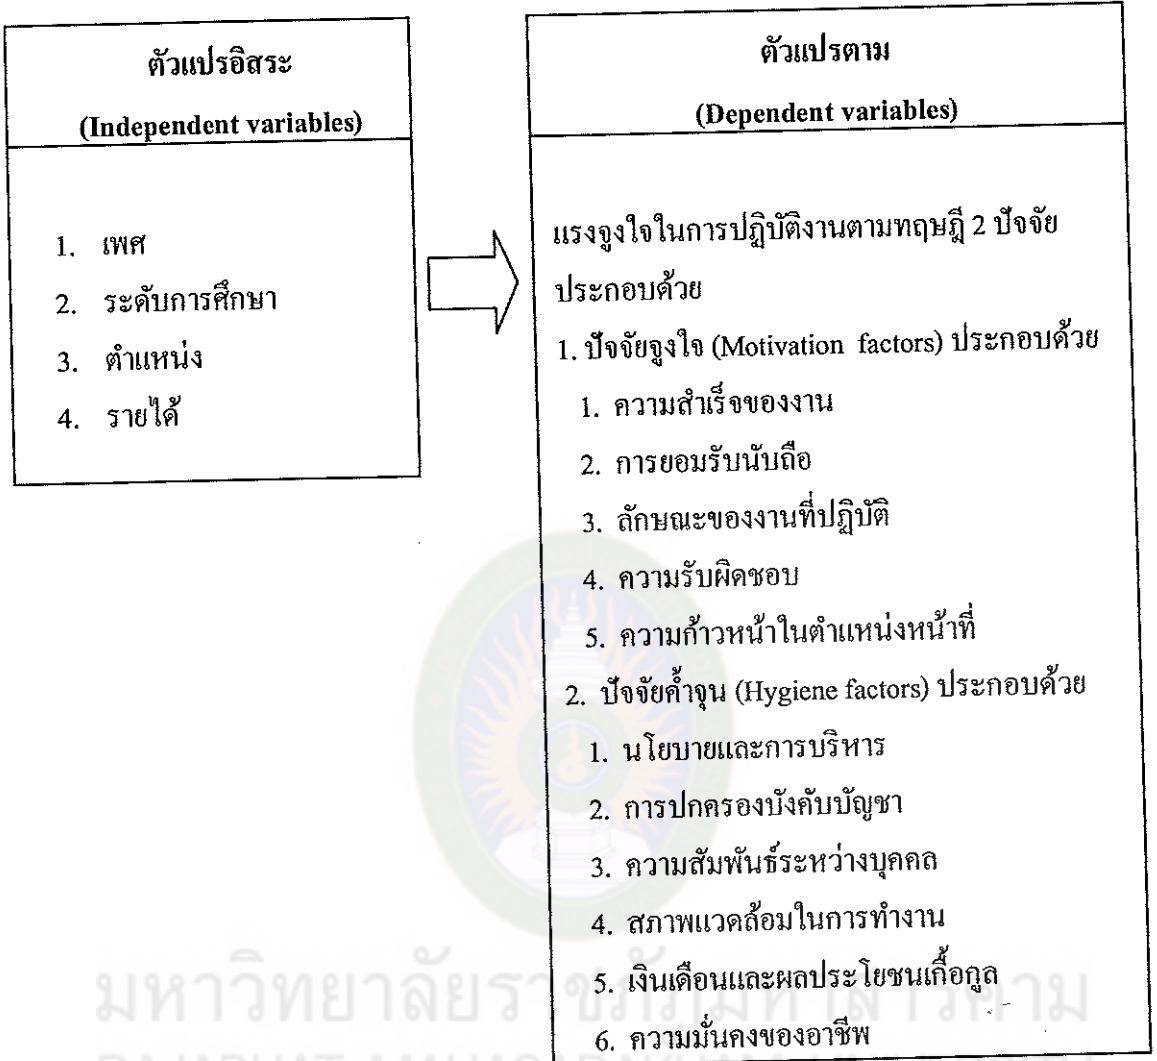 ตัวแปรอิสระ
(Independent variables)
1. เพศ
2. ระดับการศึกษา
3. ตำแหน่ง
4. รายได้
ตัวแปรตาม
(Dependent variables)
แรงจูงใจในการปฏิบัติงานตามทฤษฎี 2 ปัจจัย
ประกอบด้วย
1. ปัจจัยจูงใจ (Motivation factors) ประกอบด้วย
1. ความสำเร็จของงาน
2. การยอมรับนับถือ
3. ลักษณะของงานที่ปฏิบัติ
4. ความรับผิดชอบ
5. ความก้าวหน้าในตำแหน่งหน้าที่
2. ปัจจัยค้ำจุน (Hygiene factors) ประกอบด้วย
1. นโยบายและการบริหาร
2. การปกครองบังคับบัญชา
3. ความสัมพันธ์ระหว่างบุคคล
4. สภาพแวดล้อมในการทำงาน
5. เงินเดือนและผลประโยชน์เกื้อกูล
6. ความมั่นคงของอาชีพ
มหาวิทยาลัยราชภัฏมหาสารคาม